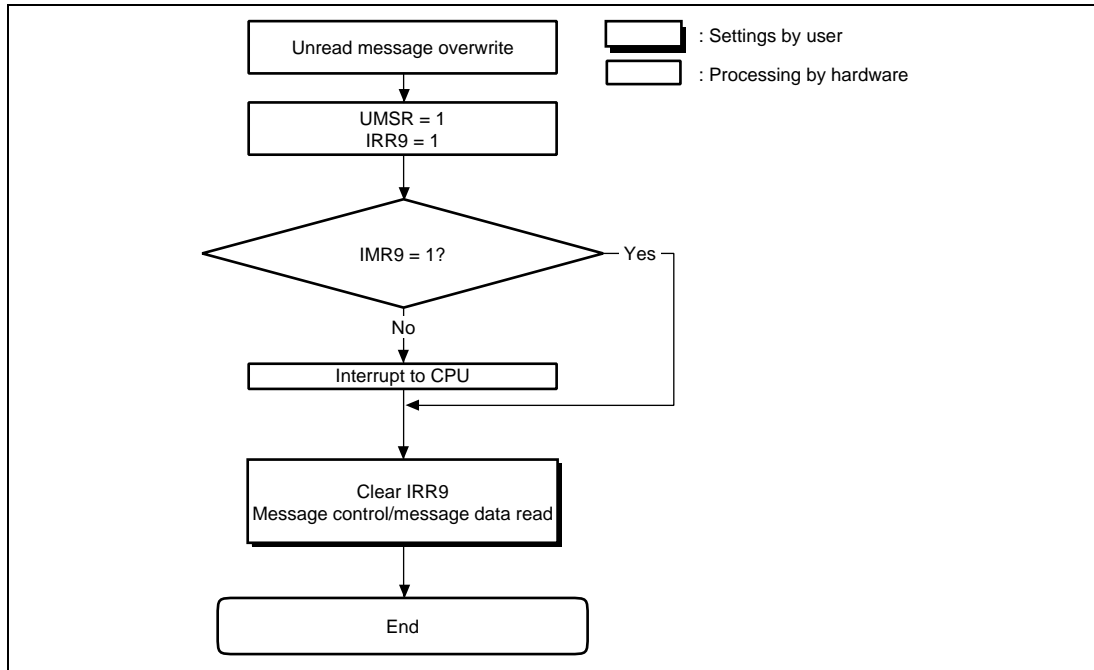 Unread message overwrite
: Settings by user
: Processing by hardware
UMSR = 1
IRR9 = 1
IMR9 = 1?
Yes
No
Interrupt to CPU
Clear IRR9
Message control/message data read
End